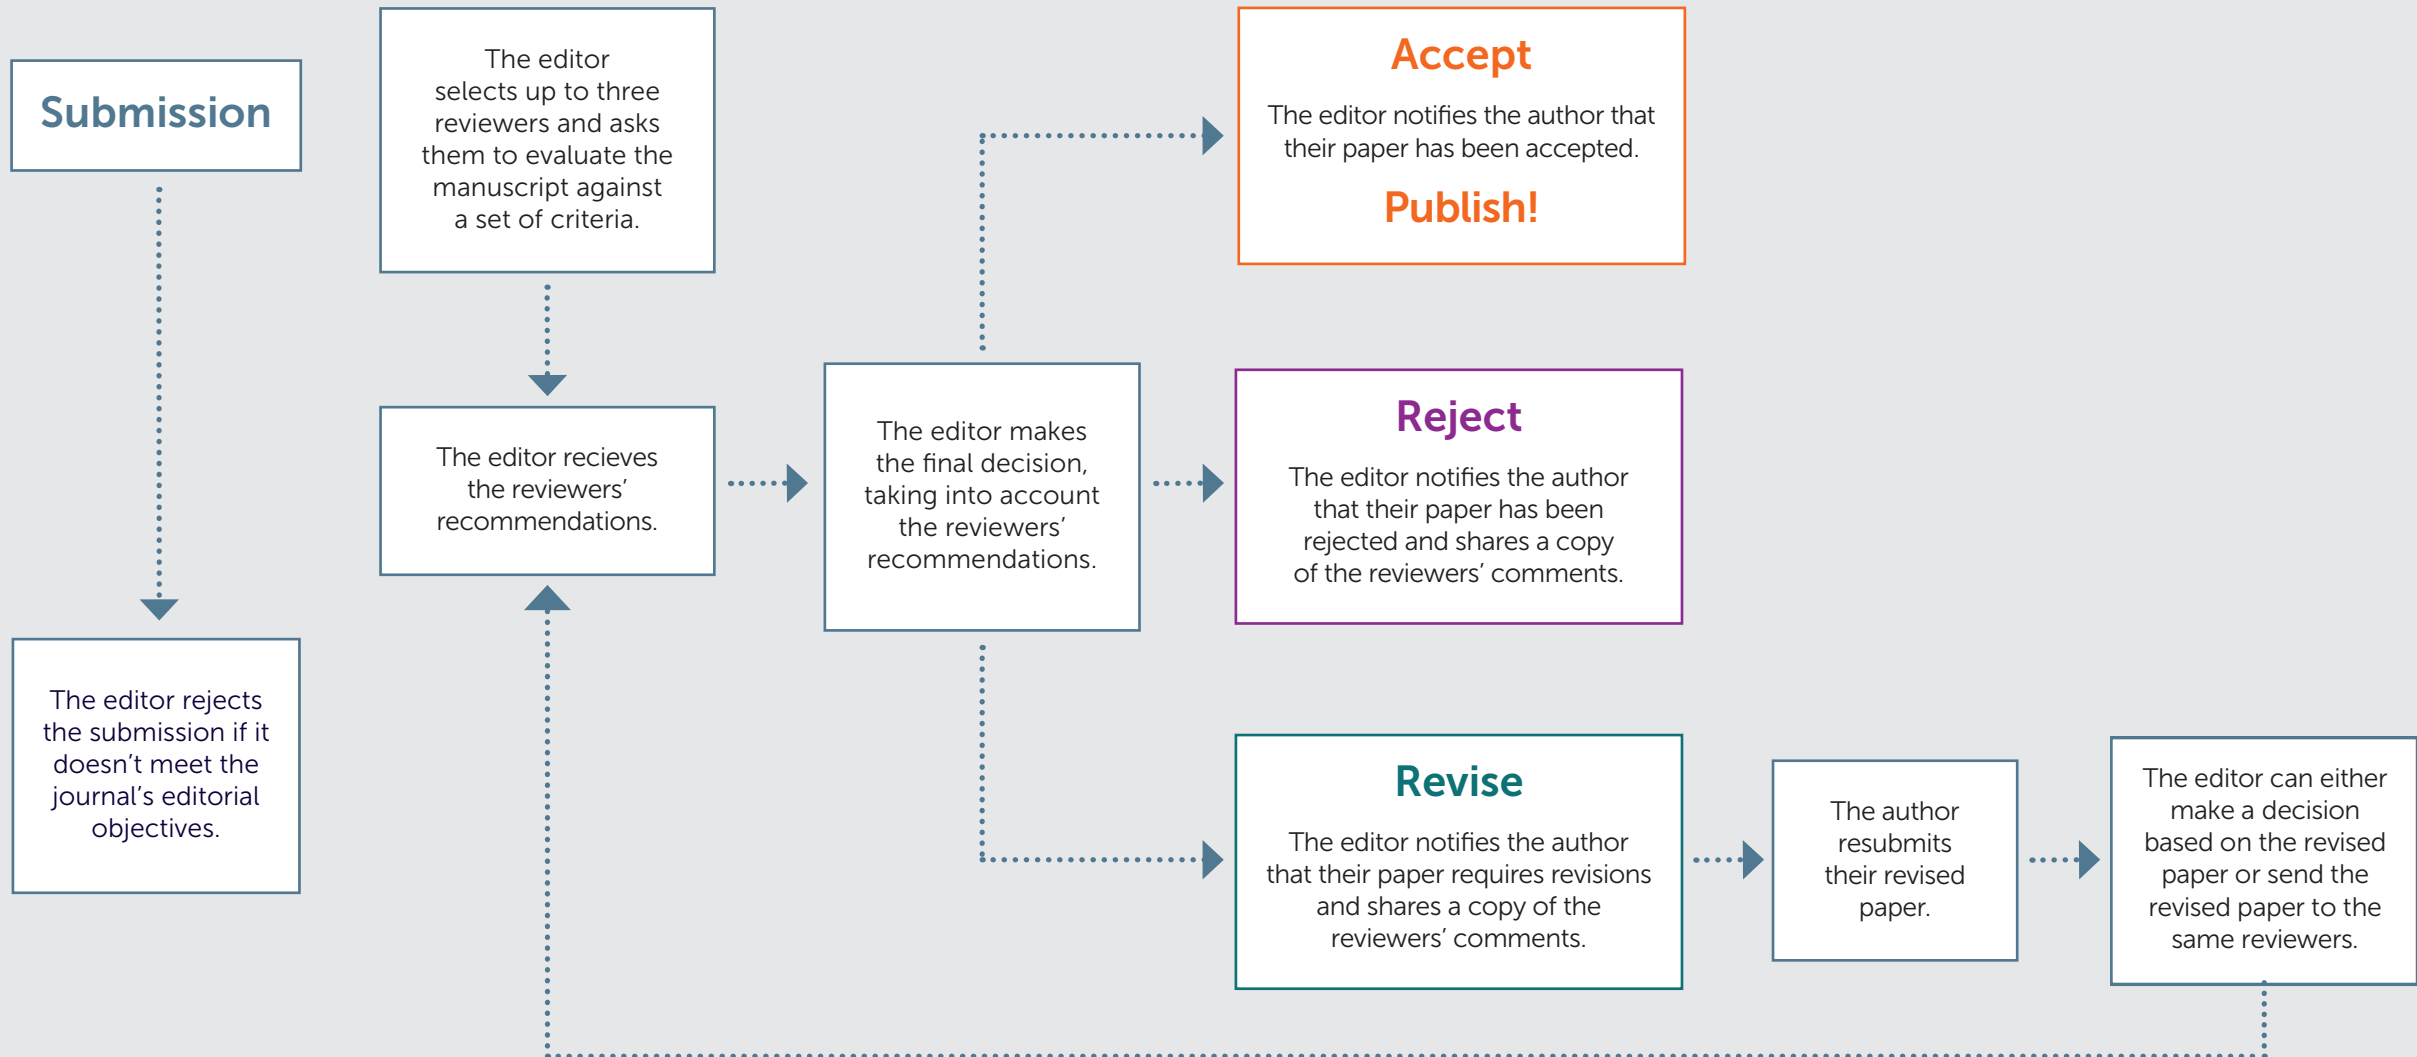 Submission
The editor rejects
the submission if it
doesn't meet the
journal's editorial
objectives.
The editor
selects up to three
reviewers and asks
them to evaluate the
manuscript against
a set of criteria.
The editor recieves
the reviewers'
recommendations.
The editor makes
the final decision,
taking into account
the reviewers'
recommendations.
Accept
The editor notifies the author that
their paper has been accepted.
Publish!
Reject
The editor notifies the author
that their paper has been
rejected and shares a copy
of the reviewers' comments.
Revise
The editor notifies the author
that their paper requires revisions
and shares a copy of the
reviewers' comments.
The author
resubmits
their revised
paper.
The editor can either
make a decision
based on the revised
paper or send the
revised paper to the
same reviewers.